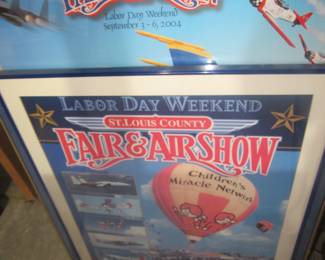 Labor Day Weekend
September 3 - 6, 2004
LABOR DAY WEEKEND
ST. LOUIS COUNTY
FAIR & AIR SHOW
Children's
Miracle Network